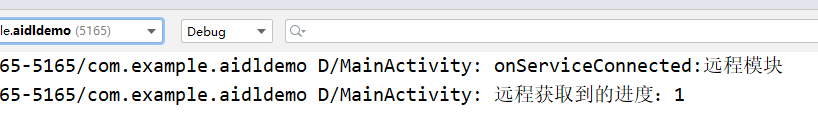 le.aidldemo (5165)
Debug
65-5165/com.example.aidldemo D/MainActivity: onServiceConnected:远程模块
65-5165/com.example.aidldemo D/MainActivity: 远程获取到的进度：1